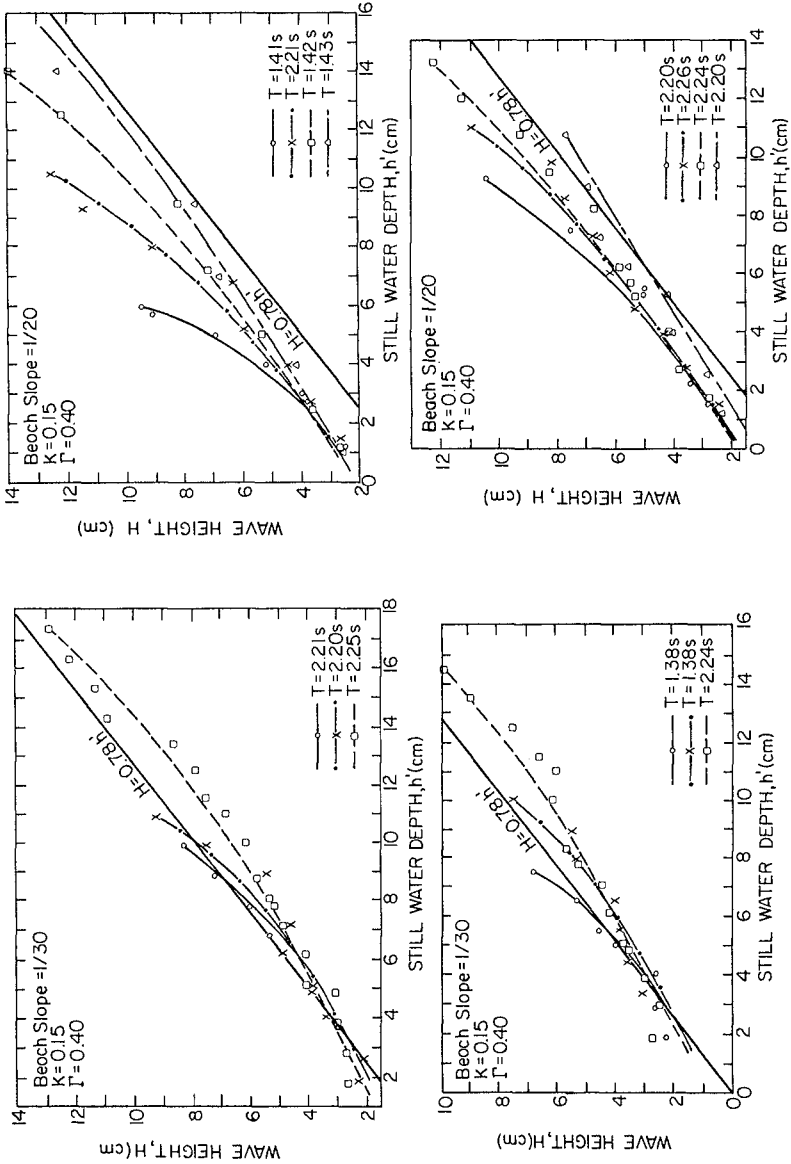 Beach Slope =1/30
K=0.15
Γ=0.40
H=0.78h'
T=2.21s
T=2.20s
T=2.25s
14
12
10
8
6
4
2
2 4 6 8 10 12 14 16 18
WAVE HEIGHT, H(cm)
STILL WATER DEPTH, h'(cm)
Beach Slope =1/20
K=0.15
Γ=0.40
H=0.78h'
T=1.41s
T=2.21s
T=1.42s
T=1.43s
14
12
10
8
6
4
2
0 2 4 6 8 10 12 14 16
WAVE HEIGHT, H (cm)
STILL WATER DEPTH, h'(cm)
Beach Slope =1/30
K=0.15
Γ=0.40
H=0.78h'
T=1.38s
T=1.38s
T=2.24s
10
8
6
4
2
0
0 2 4 6 8 10 12 14 16
WAVE HEIGHT, H(cm)
STILL WATER DEPTH, h'(cm)
Beach Slope =1/20
K=0.15
Γ=0.40
H=0.78h'
T=2.20s
T=2.26s
T=2.24s
T=2.20s
12
10
8
6
4
2
0 2 4 6 8 10 12 14
WAVE HEIGHT, H (cm)
STILL WATER DEPTH, h'(cm)